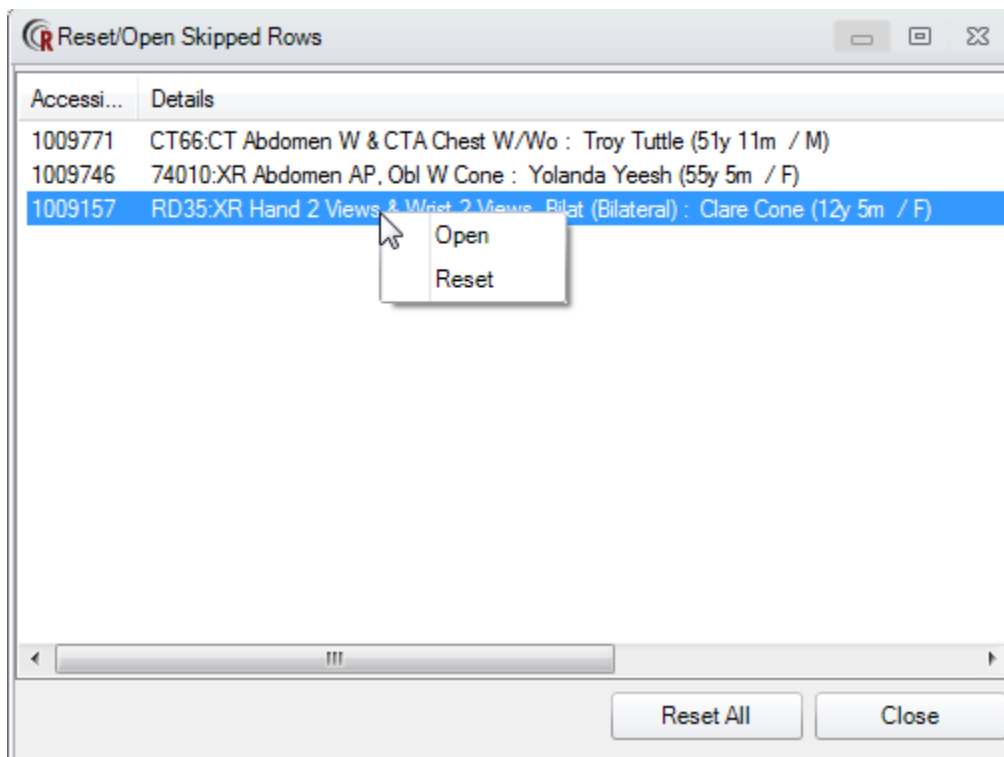 Reset/Open Skipped Rows
Accessi... Details
1009771 CT66:CT Abdomen W & CTA Chest W/Wo : Troy Tuttle (51y 11m / M)
1009746 74010:XR Abdomen AP, Obl W Cone : Yolanda Yeesh (55y 5m / F)
1009157 RD35:XR Hand 2 Views & Wrist 2 Views, Bilat (Bilateral) : Clare Cone (12y 5m / F)
Open
Reset
Reset All Close